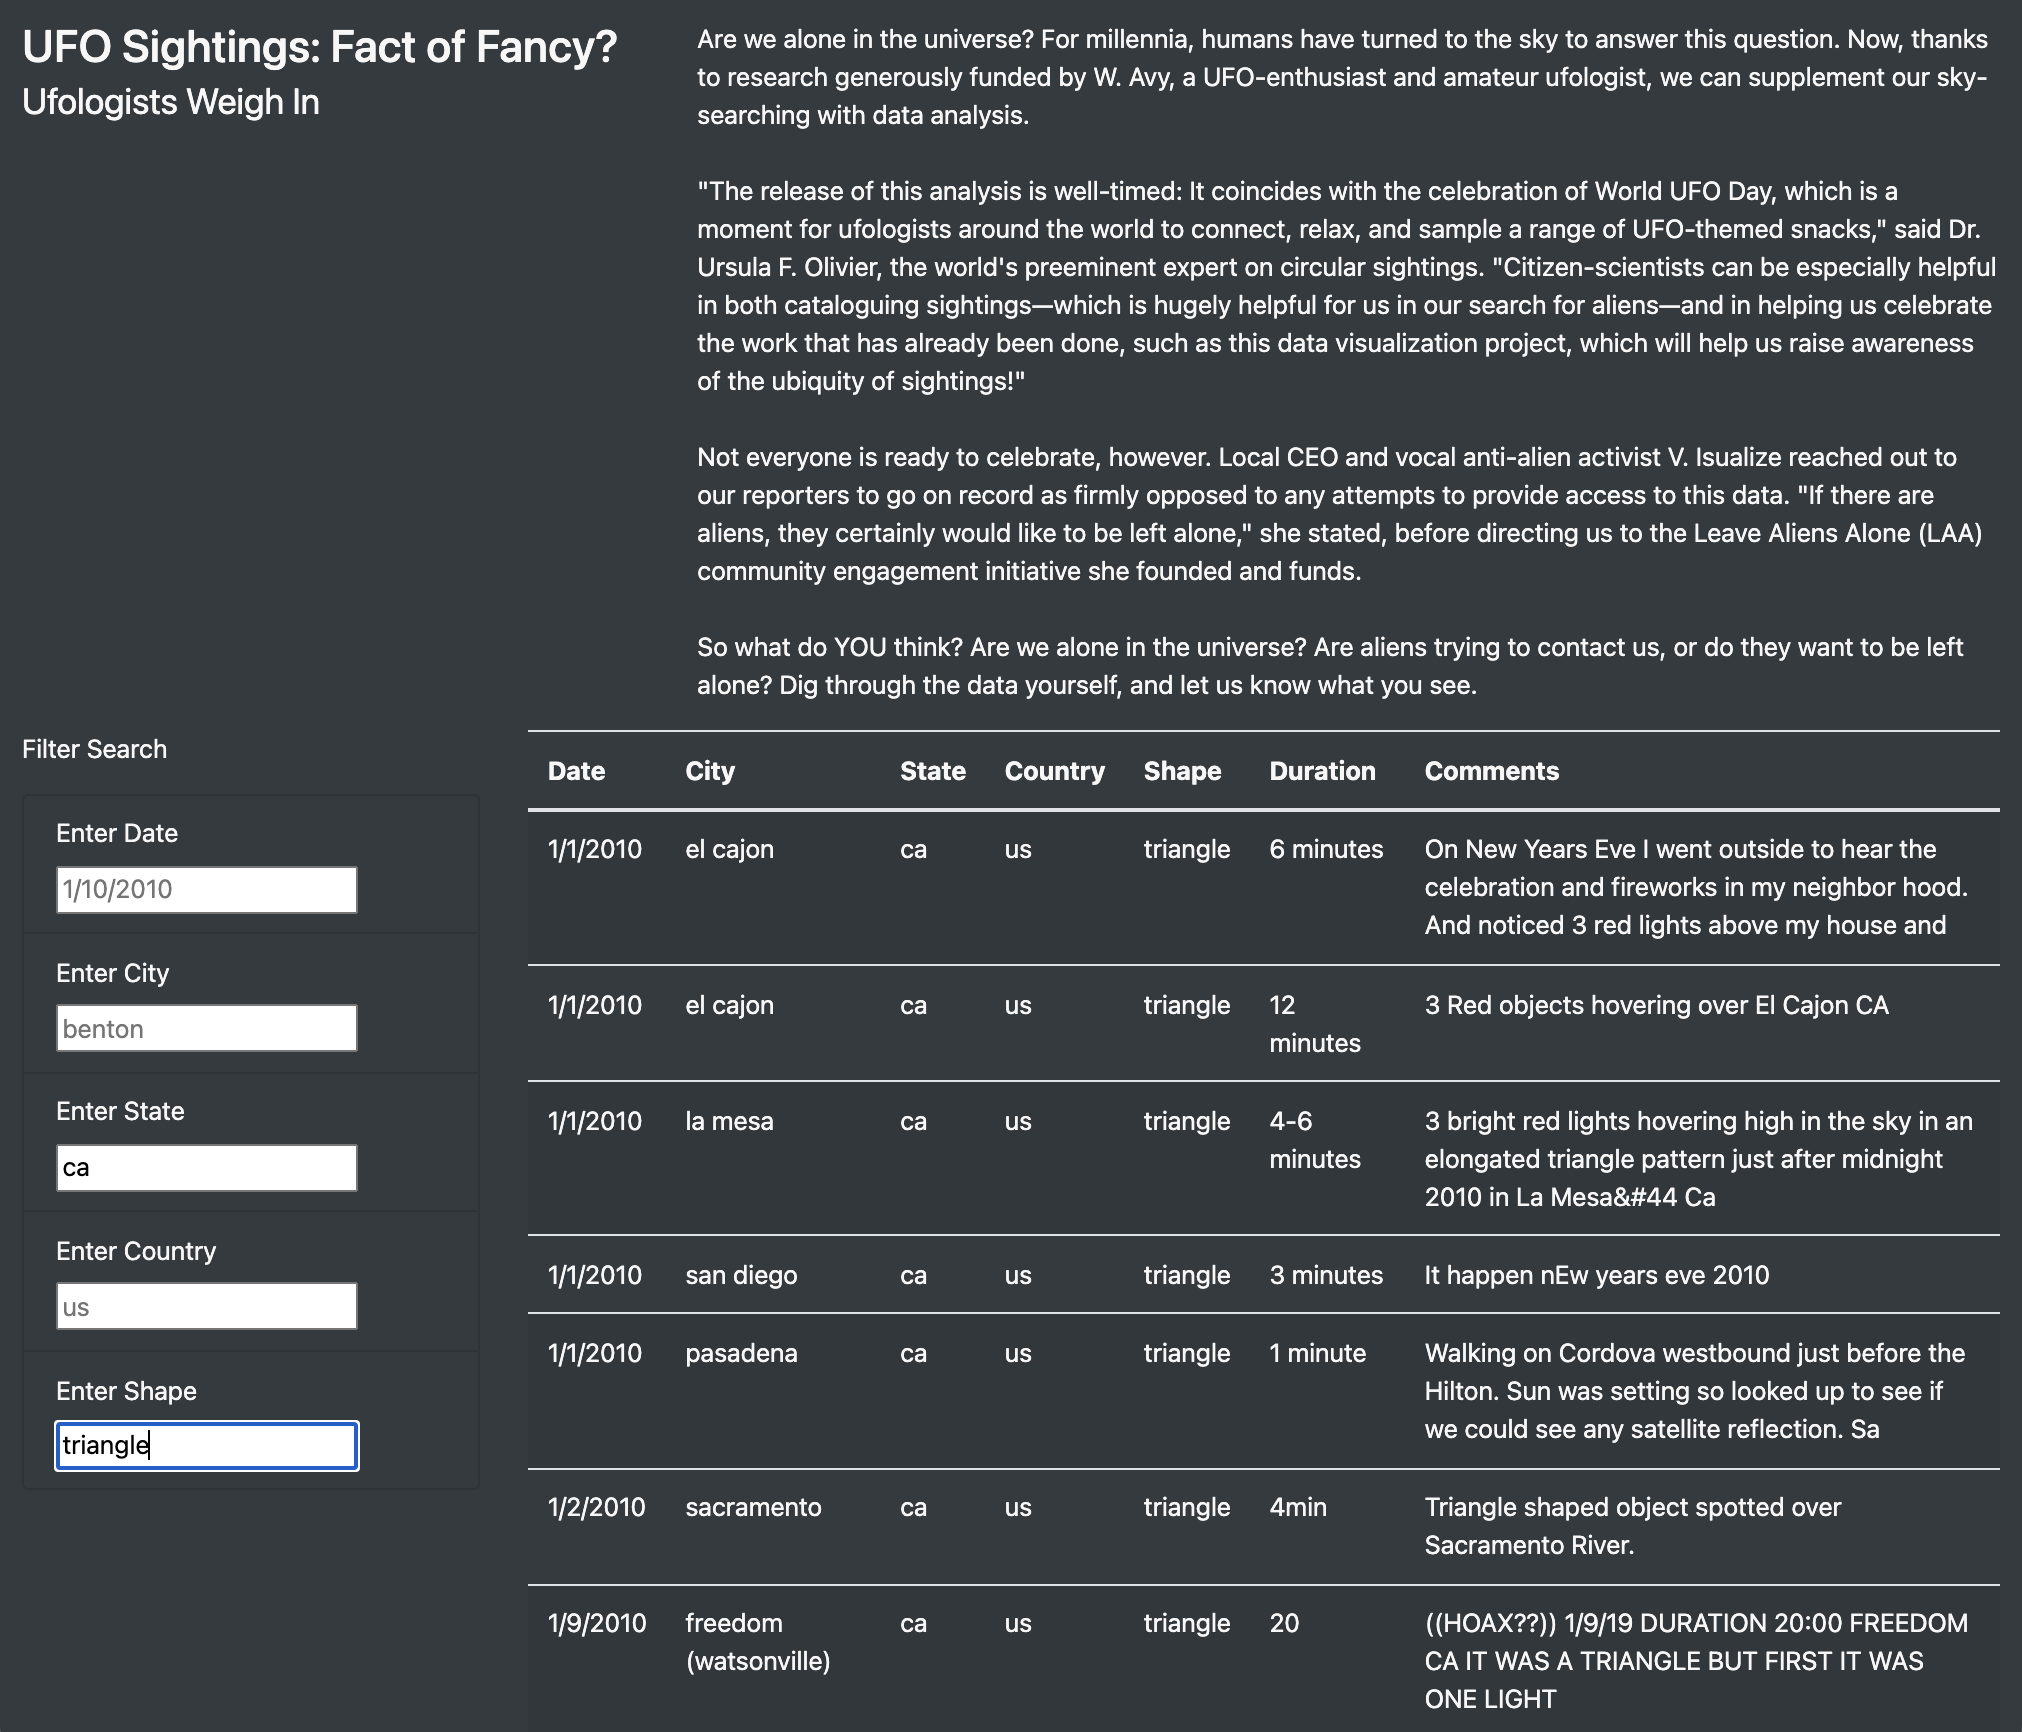 UFO Sightings: Fact of Fancy?
Ufologists Weigh In
Are we alone in the universe? For millennia, humans have turned to the sky to answer this question. Now, thanks
to research generously funded by W. Avy, a UFO-enthusiast and amateur ufologist, we can supplement our sky-
searching with data analysis.
"The release of this analysis is well-timed: It coincides with the celebration of World UFO Day, which is a
moment for ufologists around the world to connect, relax, and sample a range of UFO-themed snacks," said Dr.
Ursula F. Olivier, the world's preeminent expert on circular sightings. "Citizen-scientists can be especially helpful
in both cataloguing sightings—which is hugely helpful for us in our search for aliens—and in helping us celebrate
the work that has already been done, such as this data visualization project, which will help us raise awareness
of the ubiquity of sightings!"
Not everyone is ready to celebrate, however. Local CEO and vocal anti-alien activist V. Isualize reached out to
our reporters to go on record as firmly opposed to any attempts to provide access to this data. "If there are
aliens, they certainly would like to be left alone," she stated, before directing us to the Leave Aliens Alone (LAA)
community engagement initiative she founded and funds.
So what do YOU think? Are we alone in the universe? Are aliens trying to contact us, or do they want to be left
alone? Dig through the data yourself, and let us know what you see.
Filter Search
Enter Date
1/10/2010
Enter City
benton
Enter State
ca
Enter Country
us
Enter Shape
triangle
Date City State Country Shape Duration Comments
1/1/2010 el cajon ca us triangle 6 minutes On New Years Eve I went outside to hear the
celebration and fireworks in my neighbor hood.
And noticed 3 red lights above my house and
1/1/2010 el cajon ca us triangle 12 3 Red objects hovering over El Cajon CA
minutes
1/1/2010 la mesa ca us triangle 4-6 3 bright red lights hovering high in the sky in an
minutes elongated triangle pattern just after midnight
2010 in La Mesa&#44 Ca
1/1/2010 san diego ca us triangle 3 minutes It happen nEw years eve 2010
1/1/2010 pasadena ca us triangle 1 minute Walking on Cordova westbound just before the
Hilton. Sun was setting so looked up to see if
we could see any satellite reflection. Sa
1/2/2010 sacramento ca us triangle 4min Triangle shaped object spotted over
Sacramento River.
1/9/2010 freedom ca us triangle 20 ((HOAX??)) 1/9/19 DURATION 20:00 FREEDOM
(watsonville) CA IT WAS A TRIANGLE BUT FIRST IT WAS
ONE LIGHT